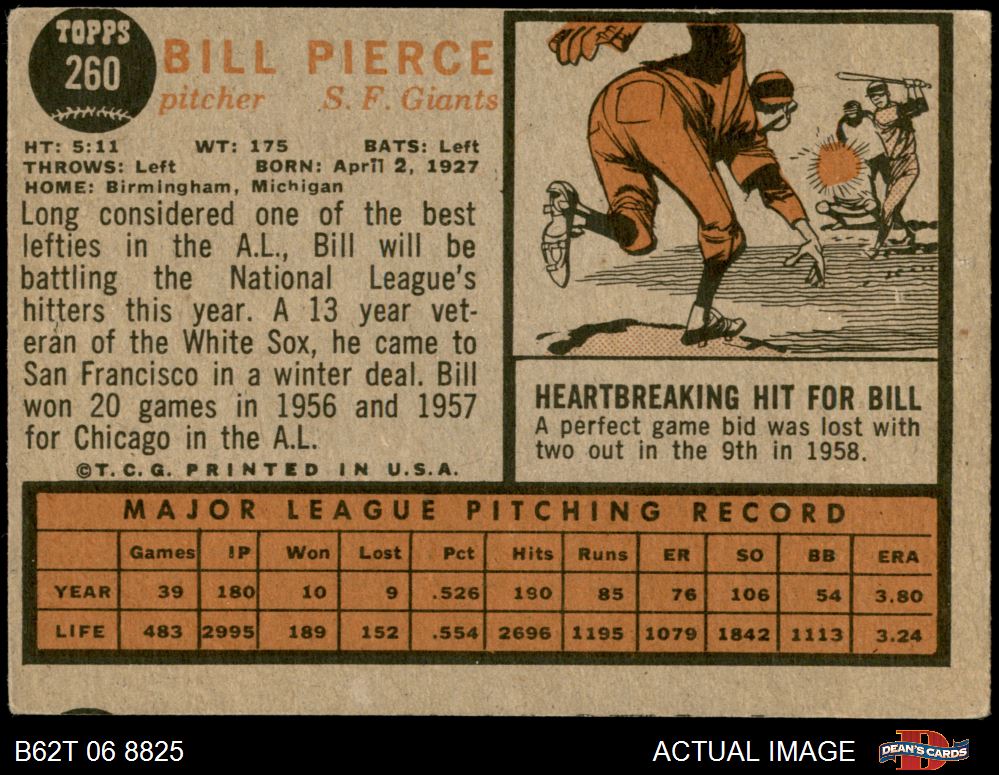 TOPPS
260
BILL PIERCE
pitcher S. F. Giants
HT: 5:11 WT: 175 BATS: Left
THROWS: Left BORN: April 2, 1927
HOME: Birmingham, Michigan
Long considered one of the best
lefties in the A.L., Bill will be
battling the National League's
hitters this year. A 13 year vet-
eran of the White Sox, he came to
San Francisco in a winter deal. Bill
won 20 games in 1956 and 1957
for Chicago in the A.L.
©T.C.G. PRINTED IN U.S.A.
HEARTBREAKING HIT FOR BILL
A perfect game bid was lost with
two out in the 9th in 1958.
MAJOR LEAGUE PITCHING RECORD
Games IP Won Lost Pct Hits Runs ER SO BB ERA
YEAR 39 180 10 9 .526 190 85 76 106 54 3.80
LIFE 483 2995 189 152 .554 2696 1195 1079 1842 1113 3.24
B62T 06 8825 ACTUAL IMAGE DEAN'S CARDS